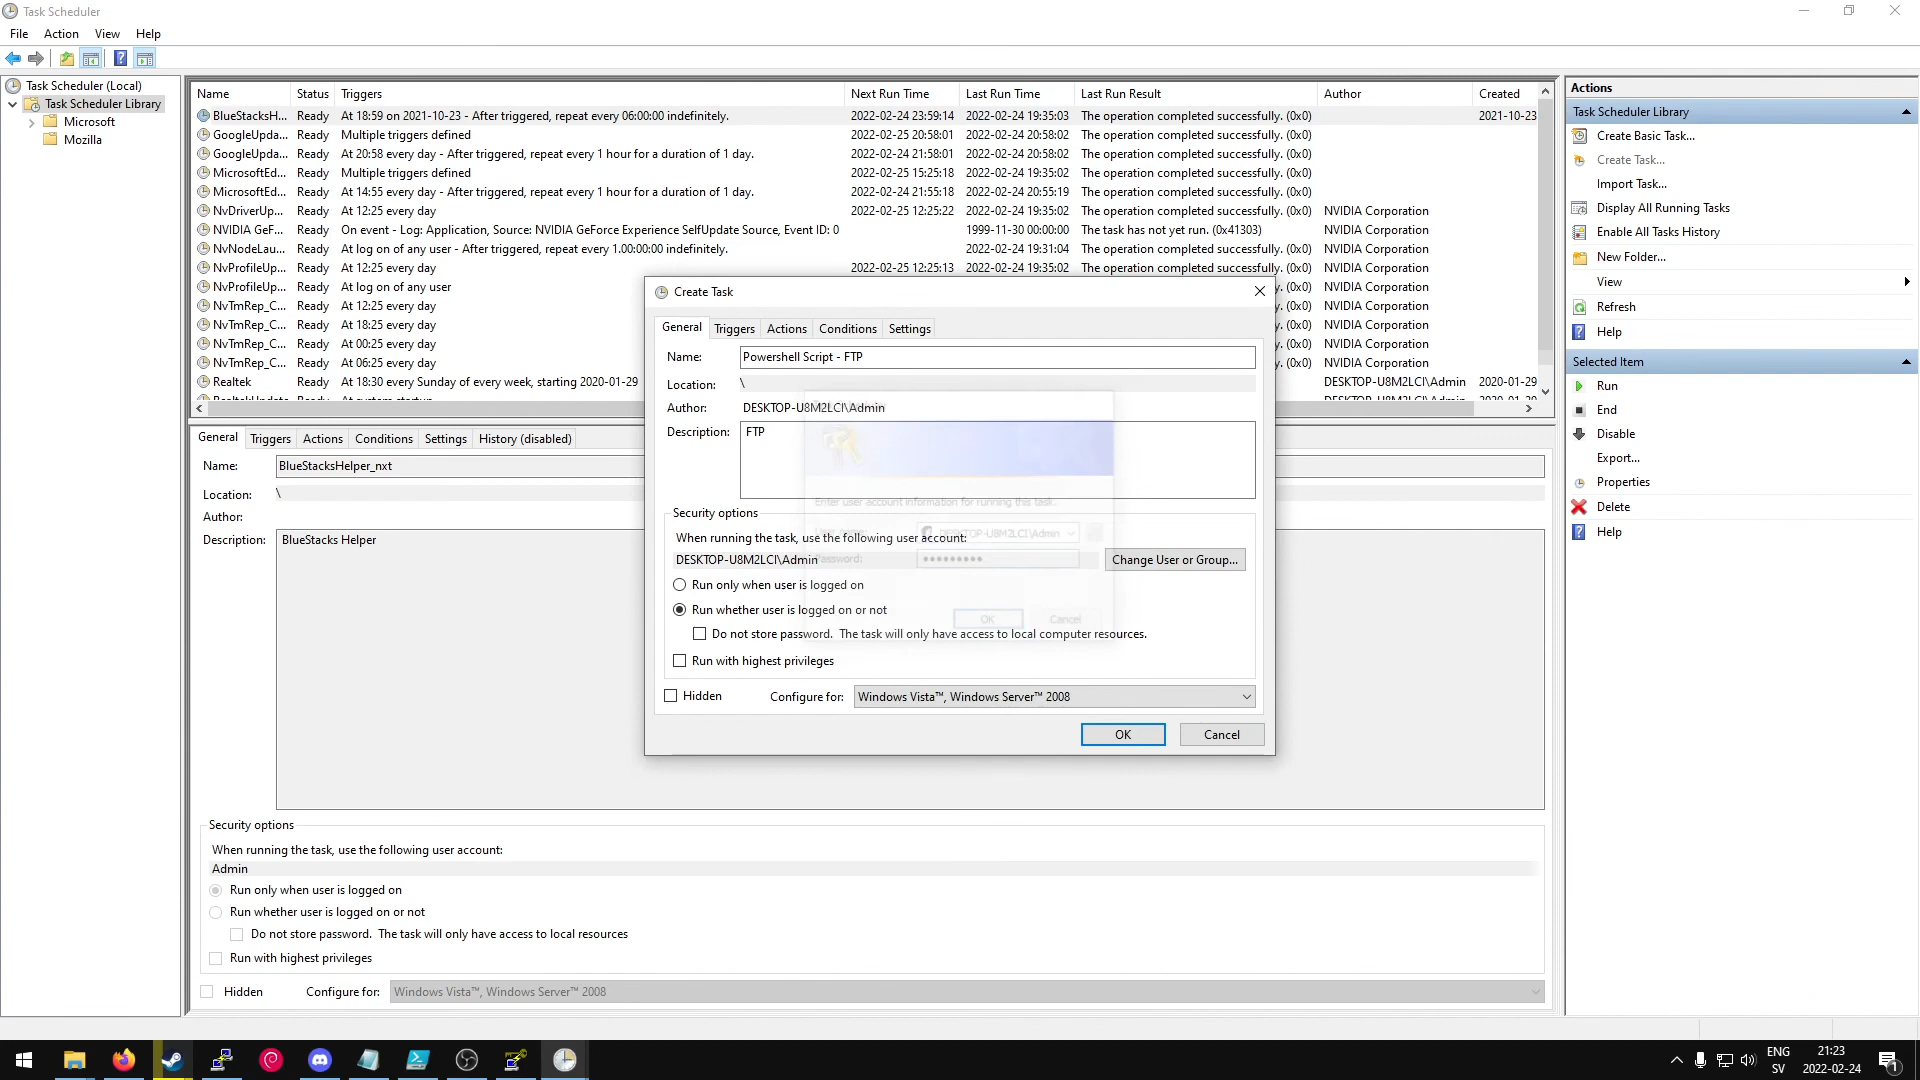 Task Scheduler
File Action View Help
Task Scheduler (Local)
Task Scheduler Library
Microsoft
Mozilla
Name Status Triggers Next Run Time Last Run Time Last Run Result Author Created
BlueStacksH... Ready At 18:59 on 2021-10-23 - After triggered, repeat every 06:00:00 indefinitely. 2022-02-24 23:59:14 2022-02-24 19:35:03 The operation completed successfully. (0x0) 2021-10-23
GoogleUpda... Ready Multiple triggers defined 2022-02-25 20:58:01 2022-02-24 20:58:02 The operation completed successfully. (0x0)
GoogleUpda... Ready At 20:58 every day - After triggered, repeat every 1 hour for a duration of 1 day. 2022-02-24 21:58:01 2022-02-24 20:58:02 The operation completed successfully. (0x0)
MicrosoftEd... Ready Multiple triggers defined 2022-02-25 15:25:18 2022-02-24 19:35:02 The operation completed successfully. (0x0)
MicrosoftEd... Ready At 14:55 every day - After triggered, repeat every 1 hour for a duration of 1 day. 2022-02-24 21:55:18 2022-02-24 20:55:19 The operation completed successfully. (0x0)
NvDriverUp... Ready At 12:25 every day 2022-02-25 12:25:22 2022-02-24 19:35:02 The operation completed successfully. (0x0) NVIDIA Corporation
NVIDIA GeF... Ready On event - Log: Application, Source: NVIDIA GeForce Experience SelfUpdate Source, Event ID: 0 1999-11-30 00:00:00 The task has not yet run. (0x41303) NVIDIA Corporation
NvNodeLau... Ready At log on of any user - After triggered, repeat every 1.00:00:00 indefinitely. 2022-02-24 19:31:04 The operation completed successfully. (0x0) NVIDIA Corporation
NvProfileUp... Ready At 12:25 every day 2022-02-25 12:25:13 2022-02-24 19:35:02 The operation completed successfully. (0x0) NVIDIA Corporation
NvProfileUp... Ready At log on of any user y. (0x0) NVIDIA Corporation
NvTmRep_C... Ready At 12:25 every day y. (0x0) NVIDIA Corporation
NvTmRep_C... Ready At 18:25 every day y. (0x0) NVIDIA Corporation
NvTmRep_C... Ready At 00:25 every day y. (0x0) NVIDIA Corporation
NvTmRep_C... Ready At 06:25 every day y. (0x0) NVIDIA Corporation
Realtek Ready At 18:30 every Sunday of every week, starting 2020-01-29 DESKTOP-U8M2LCI\Admin 2020-01-29
General Triggers Actions Conditions Settings History (disabled)
Name: BlueStacksHelper_nxt
Location: \
Author:
Description: BlueStacks Helper
Security options
When running the task, use the following user account:
Admin
Run only when user is logged on
Run whether user is logged on or not
Do not store password. The task will only have access to local resources
Run with highest privileges
Hidden Configure for: Windows Vista™, Windows Server™ 2008
Create Task
General Triggers Actions Conditions Settings
Name: Powershell Script - FTP
Location: \
Author: DESKTOP-U8M2LCI\Admin
Description: FTP
Enter user account information for running this task.
Security options
DESKTOP-U8M2LCI\Admin
When running the task, use the following user account:
DESKTOP-U8M2LCI\Admin Password: Change User or Group...
Run only when user is logged on
Run whether user is logged on or not
OK Cancel
Do not store password. The task will only have access to local computer resources.
Run with highest privileges
Hidden Configure for: Windows Vista™, Windows Server™ 2008
OK Cancel
Actions
Task Scheduler Library
Create Basic Task...
Create Task...
Import Task...
Display All Running Tasks
Enable All Tasks History
New Folder...
View
Refresh
Help
Selected Item
Run
End
Disable
Export...
Properties
Delete
Help
ENG
SV
21:23
2022-02-24
1